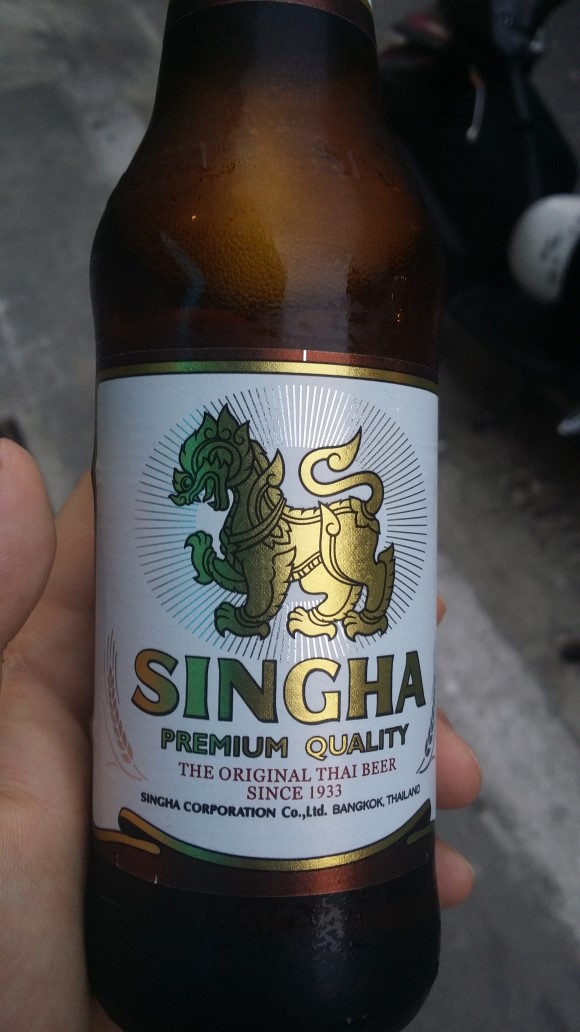 SINGHA
PREMIUM QUALITY
THE ORIGINAL THAI BEER
SINCE 1933
SINGHA CORPORATION Co.,Ltd. BANGKOK, THAILAND